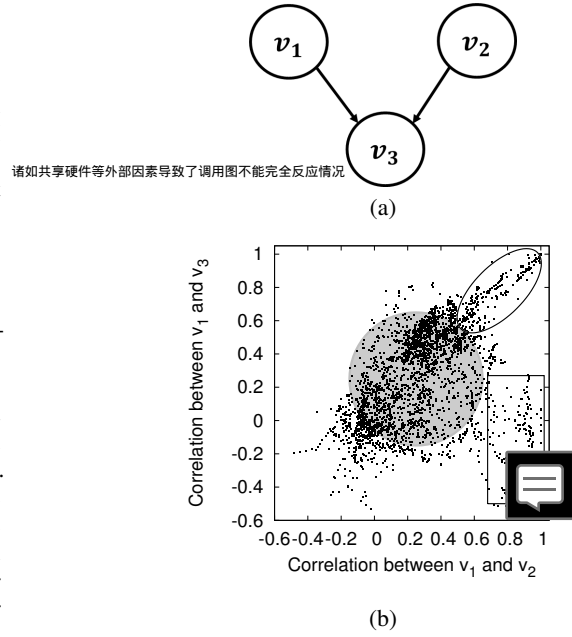 v₁
v₂
v₃
诸如共享硬件等外部因素导致了调用图不能完全反应情况
(a)
Correlation between v₁ and v₃
1
0.8
0.6
0.4
0.2
0
-0.2
-0.4
-0.6
-0.6 -0.4 -0.2 0 0.2 0.4 0.6 0.8 1
Correlation between v₁ and v₂
(b)